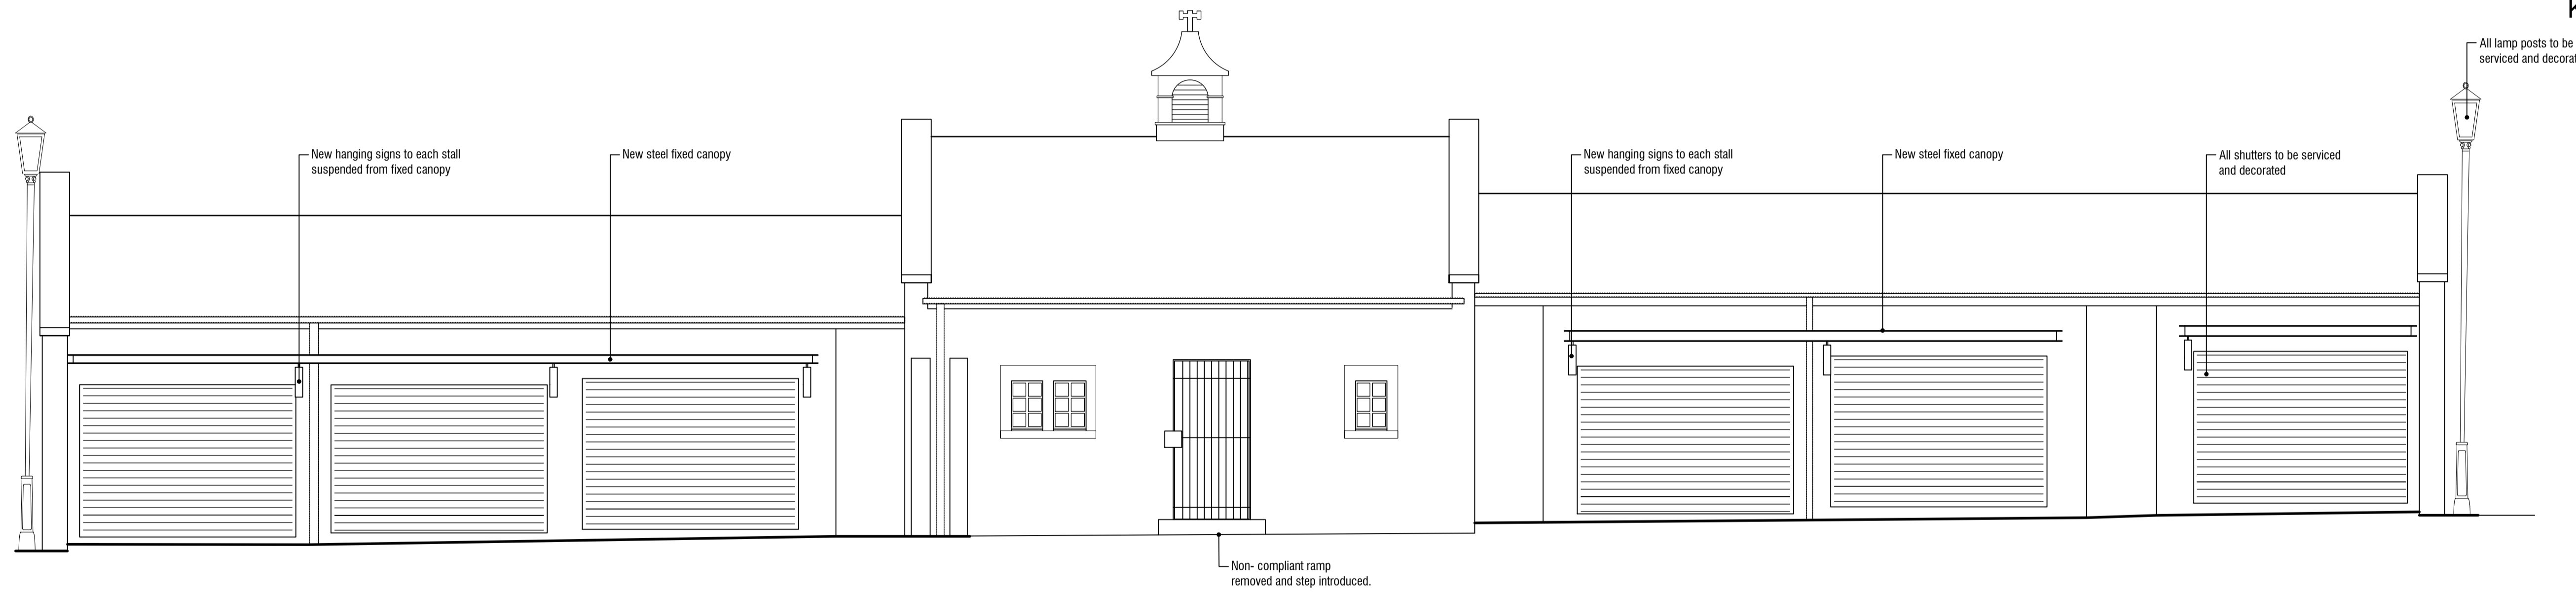 All lamp posts to be
serviced and
New hanging signs to each stall
suspended from fixed canopy
New steel fixed canopy
New hanging signs to each stall
suspended from fixed canopy
New steel fixed canopy
All shutters to be serviced
and decorated
Non- compliant ramp
removed and step introduced.